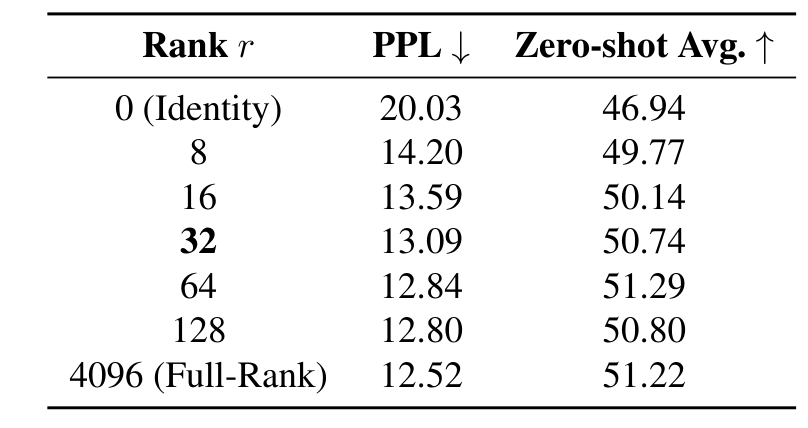 Rank r PPL ↓ Zero-shot Avg. ↑
0 (Identity) 20.03 46.94
8 14.20 49.77
16 13.59 50.14
32 13.09 50.74
64 12.84 51.29
128 12.80 50.80
4096 (Full-Rank) 12.52 51.22